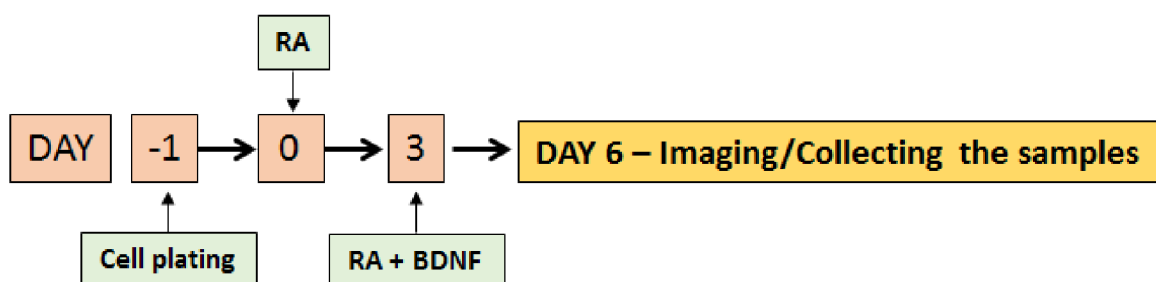 RA
DAY -1 0 3 DAY 6 – Imaging/Collecting the samples
Cell plating RA + BDNF